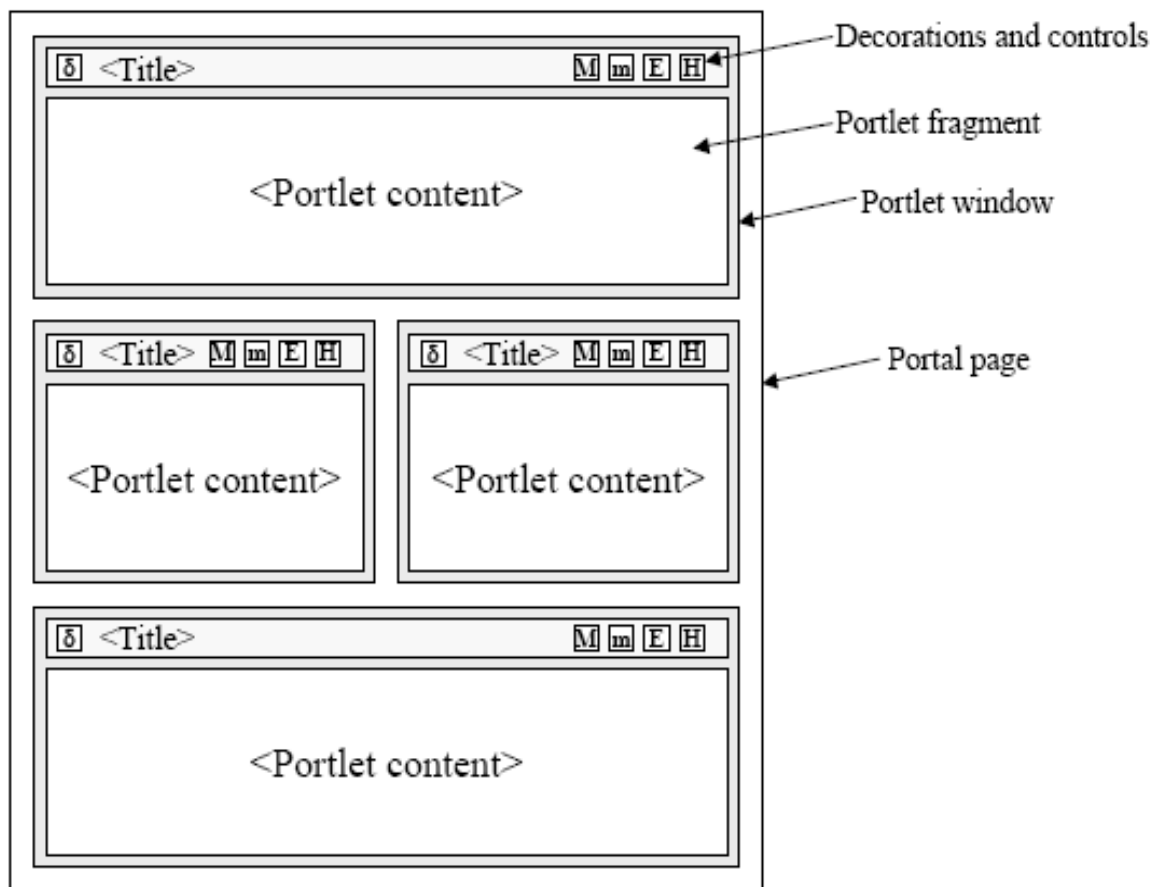 δ <Title> M m E H
Decorations and controls
Portlet fragment
<Portlet content>
Portlet window
δ <Title> M m E H
δ <Title> M m E H
Portal page
<Portlet content>
<Portlet content>
δ <Title> M m E H
<Portlet content>